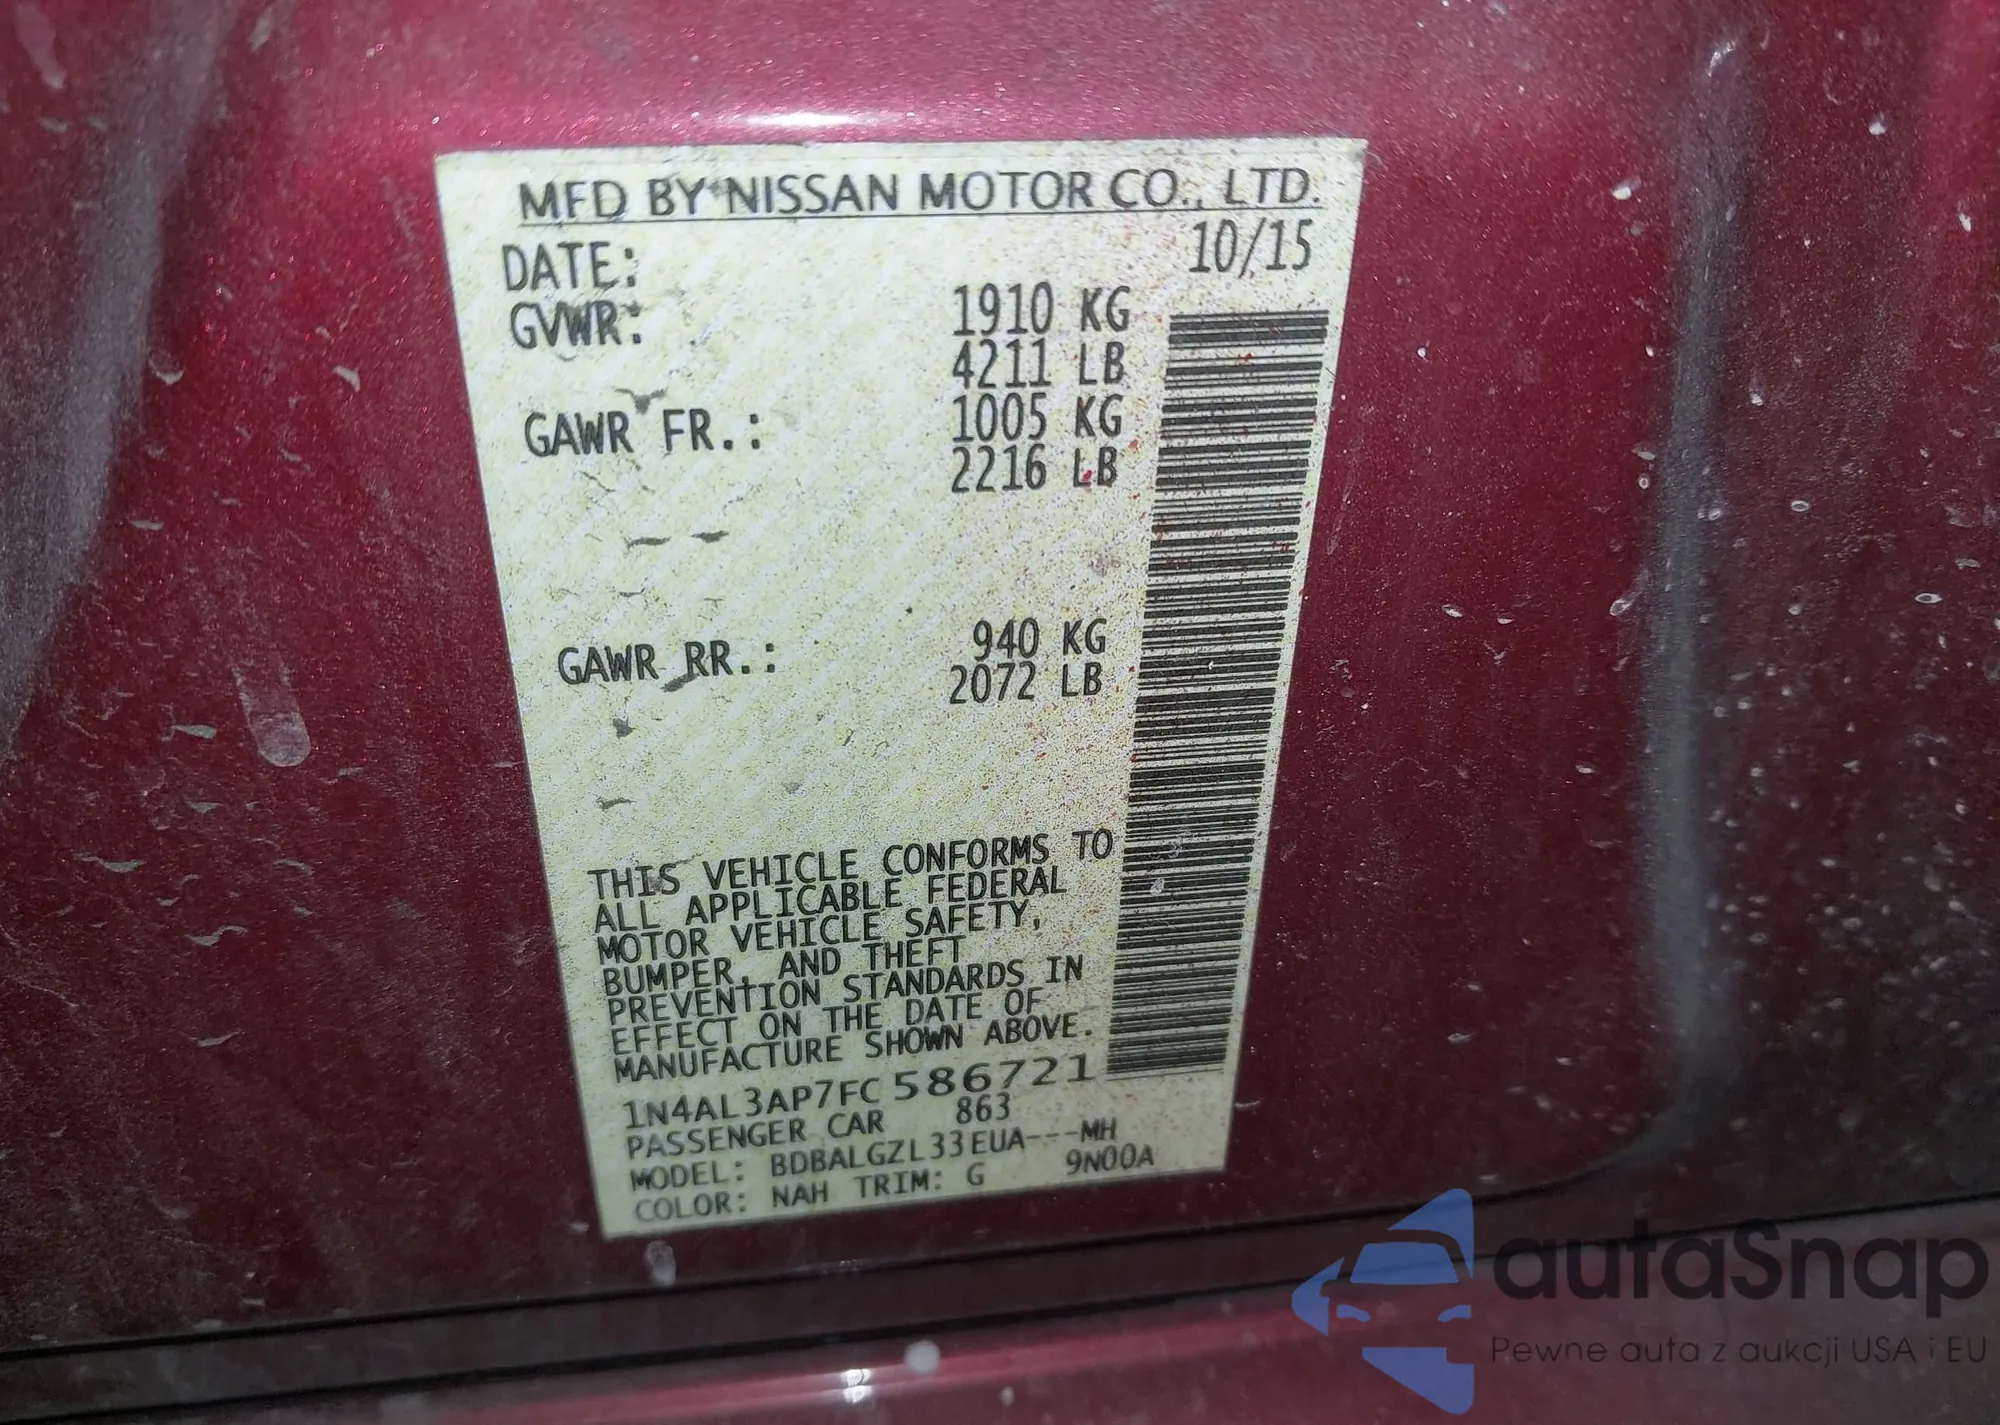 MFD BY NISSAN MOTOR CO., LTD.
DATE: 10/15
GVWR: 1910 KG
4211 LB
GAWR FR.: 1005 KG
2216 LB
GAWR RR.: 940 KG
2072 LB
THIS VEHICLE CONFORMS TO
ALL APPLICABLE FEDERAL
MOTOR VEHICLE SAFETY,
BUMPER, AND THEFT
PREVENTION STANDARDS IN
EFFECT ON THE DATE OF
MANUFACTURE SHOWN ABOVE.
1N4AL3AP7FC586721
PASSENGER CAR 863
MODEL: BDBALGZL33EUA---MH
COLOR: NAH TRIM: G 9N00A
autaSnap
Pewne auta z aukcji USA i EU